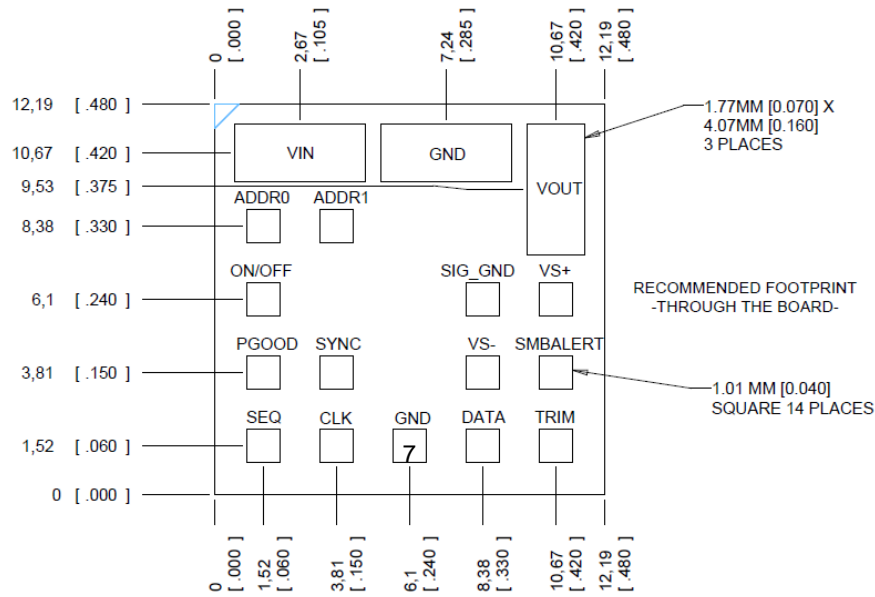 0 [ .000 ]
2,67 [ .105 ]
7,24 [ .285 ]
10,67 [ .420 ]
12,19 [ .480 ]
12,19 [ .480 ]
1.77MM [0.070] X
4.07MM [0.160]
3 PLACES
10,67 [ .420 ]
VIN
GND
9,53 [ .375 ]
VOUT
ADDR0 ADDR1
8,38 [ .330 ]
ON/OFF SIG_GND VS+
6,1 [ .240 ]
RECOMMENDED FOOTPRINT
-THROUGH THE BOARD-
PGOOD SYNC VS- SMBALERT
3,81 [ .150 ]
1.01 MM [0.040]
SQUARE 14 PLACES
SEQ CLK GND DATA TRIM
1,52 [ .060 ]
7
0 [ .000 ]
0 [ .000 ]
1,52 [ .060 ]
3,81 [ .150 ]
6,1 [ .240 ]
8,38 [ .330 ]
10,67 [ .420 ]
12,19 [ .480 ]